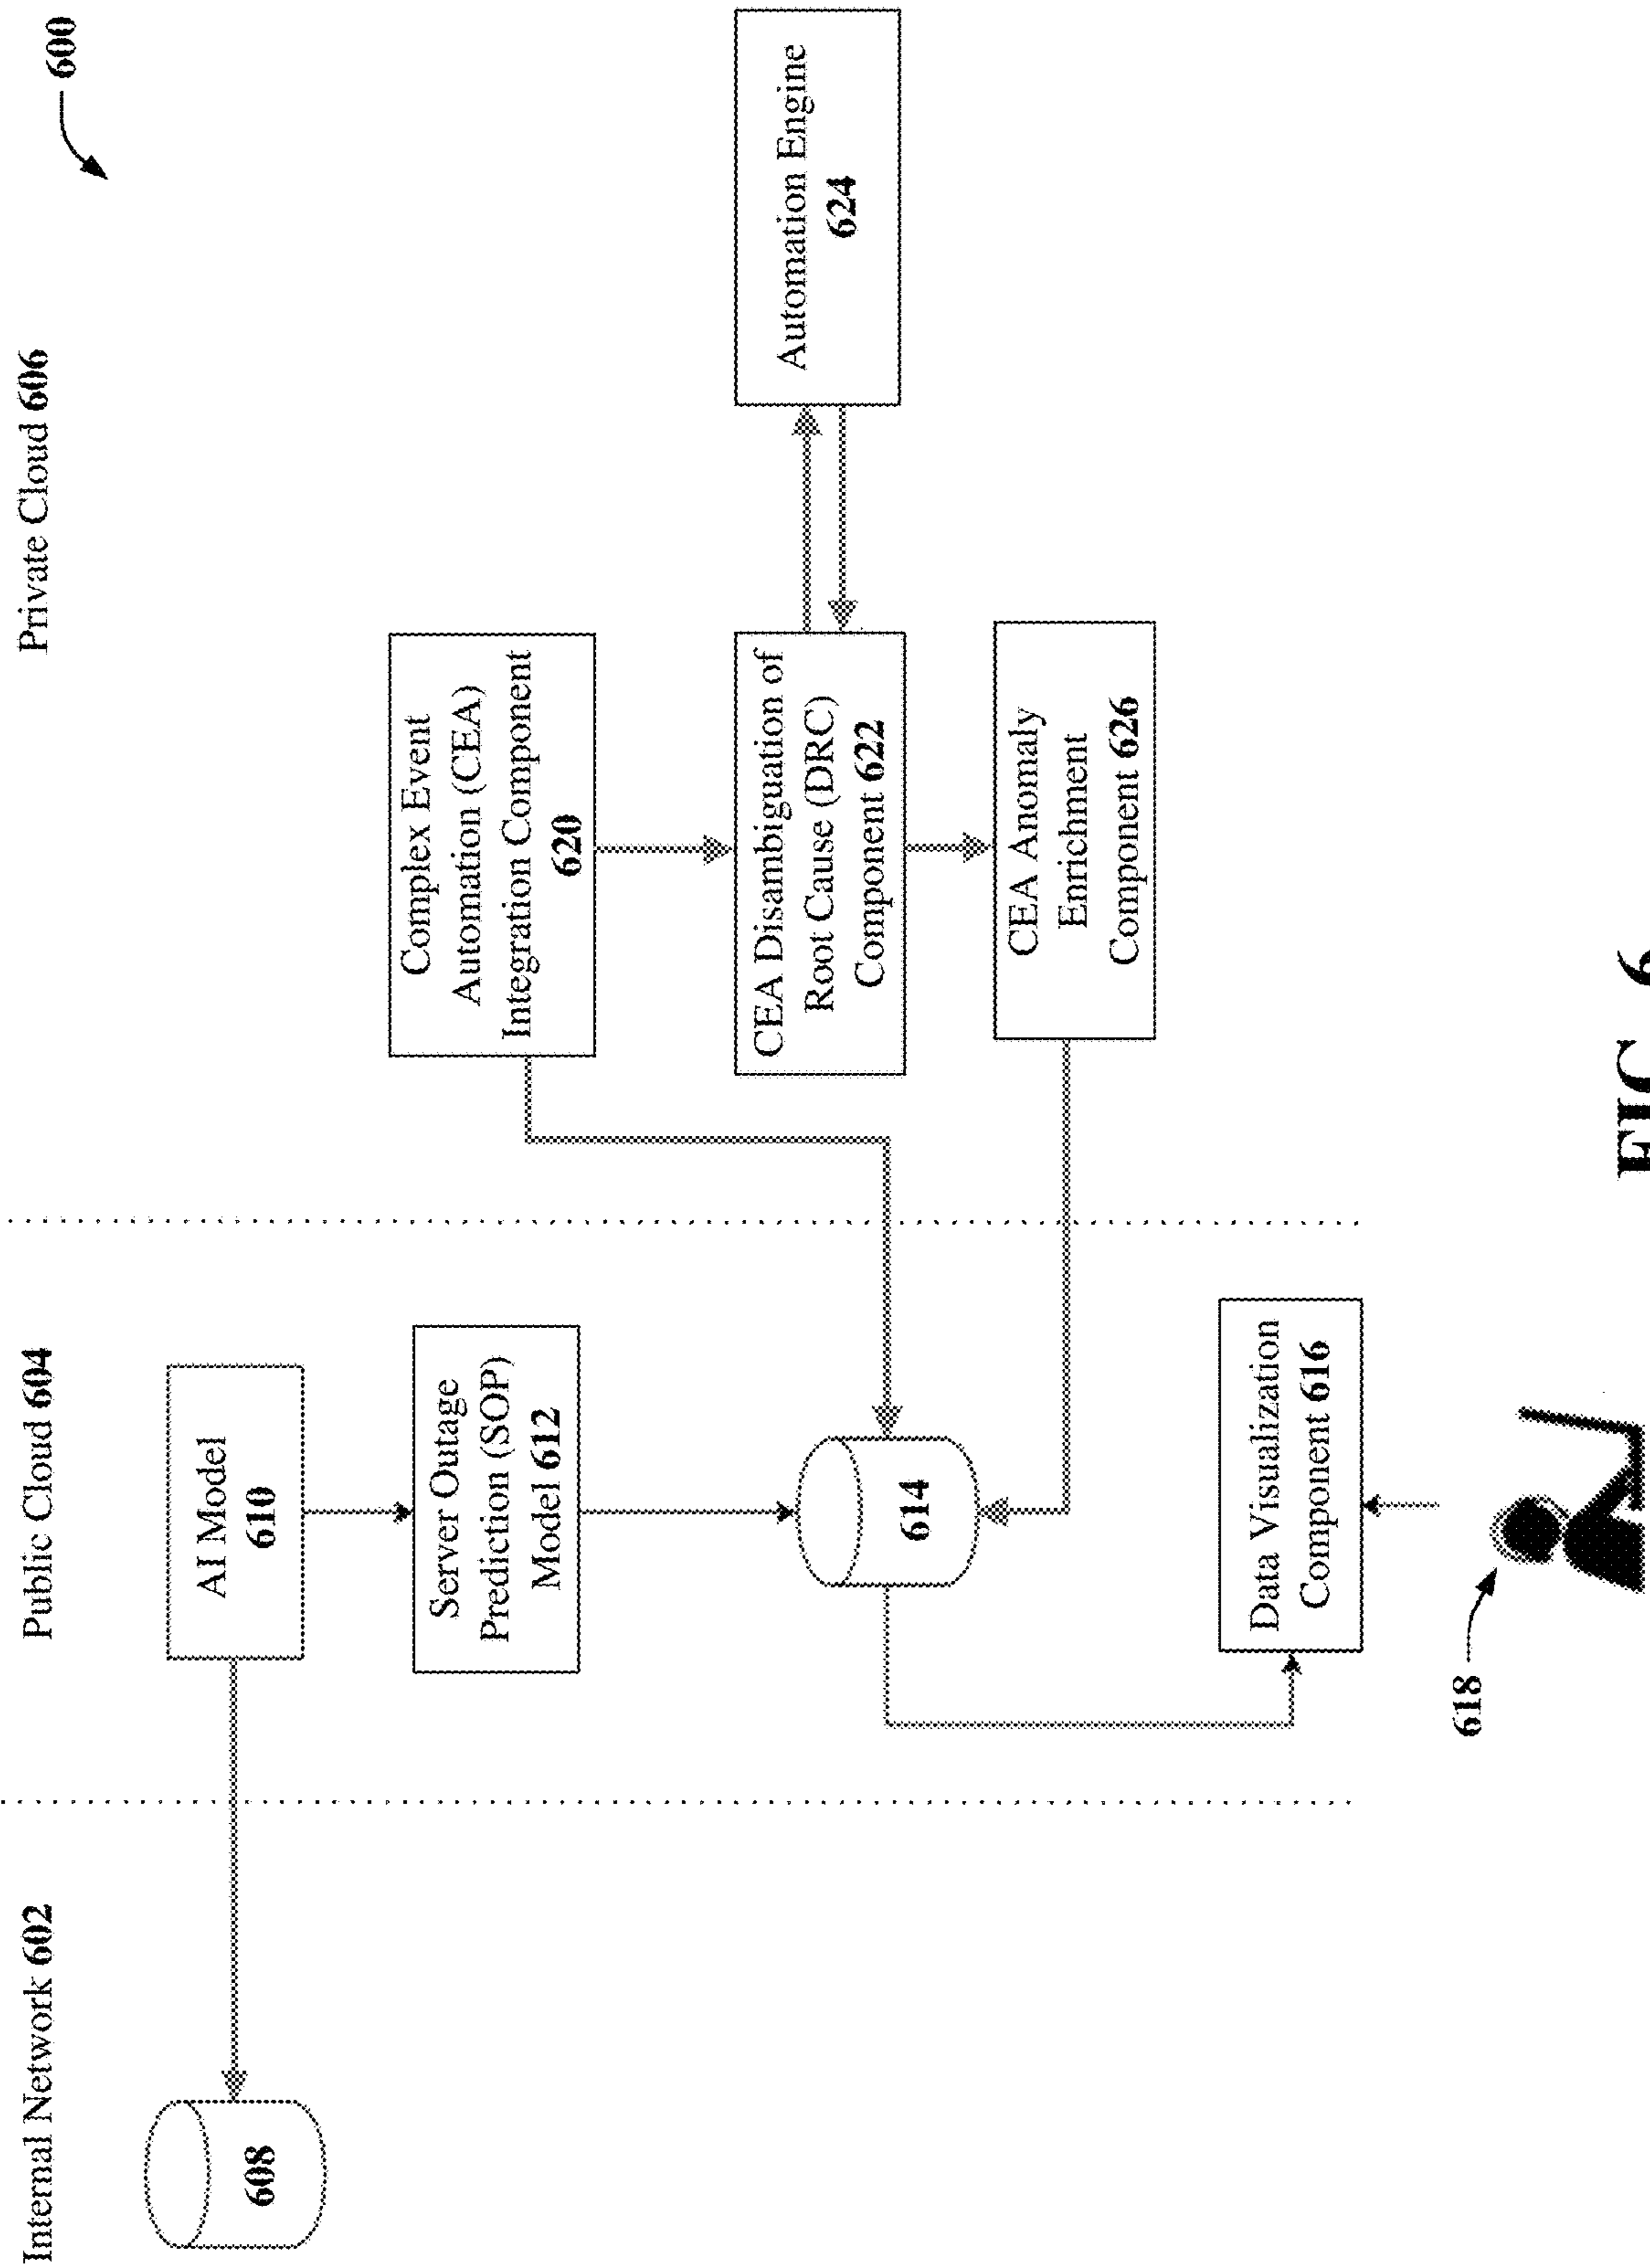 600
Internal Network 602
Public Cloud 604
Private Cloud 606
608
AI Model
610
Server Outage
Prediction (SOP)
Model 612
614
Data Visualization
Component 616
618
Complex Event
Automation (CEA)
Integration Component
620
CEA Disambiguation of
Root Cause (DRC)
Component 622
Automation Engine
624
CEA Anomaly
Enrichment
Component 626
FIG